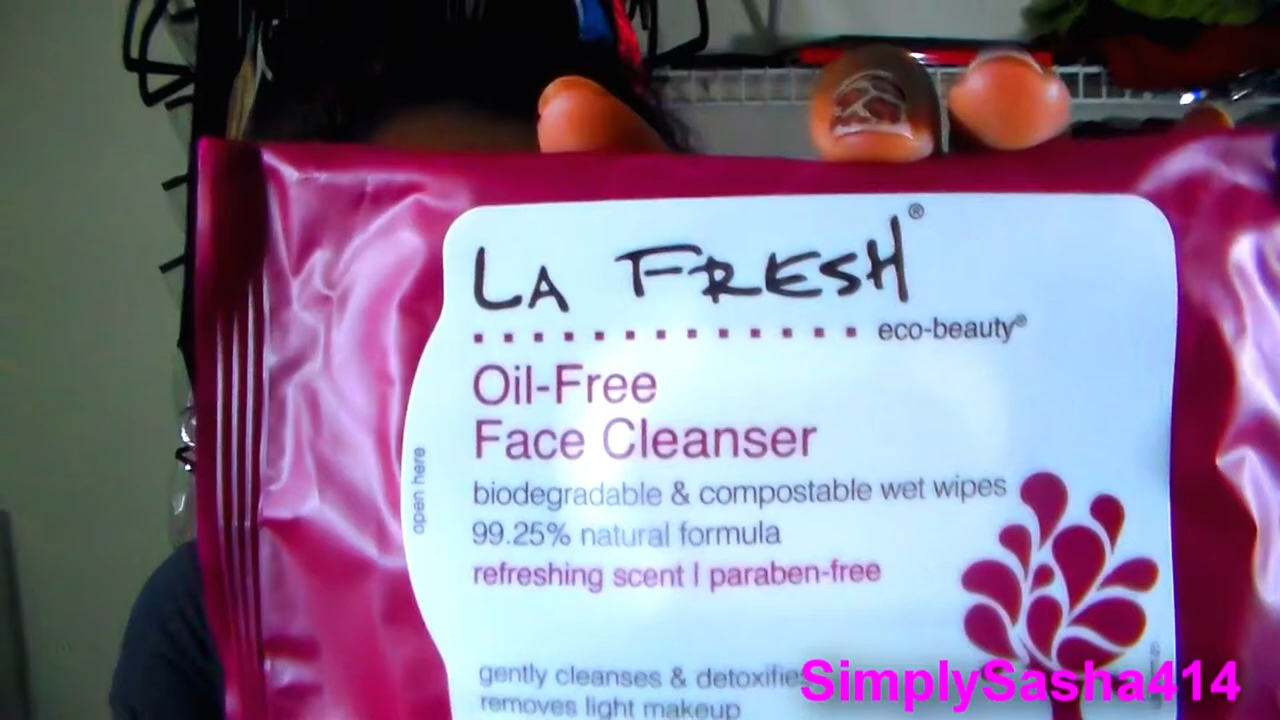 LA FRESH®
eco-beauty®
Oil-Free
Face Cleanser
biodegradable & compostable wet wipes
99.25% natural formula
refreshing scent | paraben-free
open here
gently cleanses & detoxifies
removes light makeup
SimplySasha414